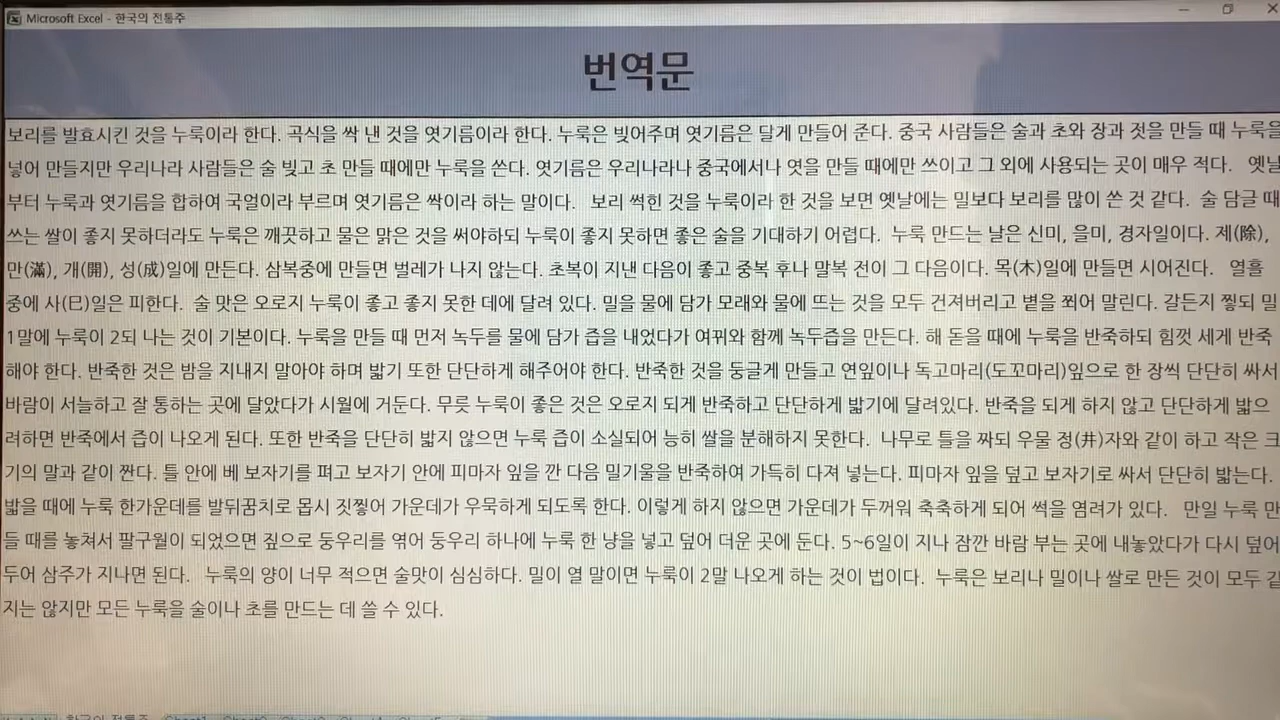 Microsoft Excel - 한국의 전통주
번역문
보리를 발효시킨 것을 누룩이라 한다. 곡식을 싹 낸 것을 엿기름이라 한다. 누룩은 빚어주며 엿기름은 달게 만들어 준다. 중국 사람들은 술과 초와 장과 젓을 만들 때 누룩을
넣어 만들지만 우리나라 사람들은 술 빚고 초 만들 때에만 누룩을 쓴다. 엿기름은 우리나라나 중국에서나 엿을 만들 때에만 쓰이고 그 외에 사용되는 곳이 매우 적다. 옛날
부터 누룩과 엿기름을 합하여 국얼이라 부르며 엿기름은 싹이라 하는 말이다. 보리 썩힌 것을 누룩이라 한 것을 보면 옛날에는 밀보다 보리를 많이 쓴 것 같다. 술 담글 때
쓰는 쌀이 좋지 못하더라도 누룩은 깨끗하고 물은 맑은 것을 써야하되 누룩이 좋지 못하면 좋은 술을 기대하기 어렵다. 누룩 만드는 날은 신미, 을미, 경자일이다. 제(除),
만(滿), 개(開), 성(成)일에 만든다. 삼복중에 만들면 벌레가 나지 않는다. 초복이 지낸 다음이 좋고 중복 후나 말복 전이 그 다음이다. 목(木)일에 만들면 시어진다. 열흘
중에 사(巳)일은 피한다. 술 맛은 오로지 누룩이 좋고 좋지 못한 데에 달려 있다. 밀을 물에 담가 모래와 물에 뜨는 것을 모두 건져버리고 볕을 쬐어 말린다. 갈든지 찧되 밀
1말에 누룩이 2되 나는 것이 기본이다. 누룩을 만들 때 먼저 녹두를 물에 담가 즙을 내었다가 여뀌와 함께 녹두즙을 만든다. 해 돋을 때에 누룩을 반죽하되 힘껏 세게 반죽
해야 한다. 반죽한 것은 밤을 지내지 말아야 하며 밟기 또한 단단하게 해주어야 한다. 반죽한 것을 둥글게 만들고 연잎이나 독고마리(도꼬마리)잎으로 한 장씩 단단히 싸서
바람이 서늘하고 잘 통하는 곳에 달았다가 시월에 거둔다. 무릇 누룩이 좋은 것은 오로지 되게 반죽하고 단단하게 밟기에 달려있다. 반죽을 되게 하지 않고 단단하게 밟으
려하면 반죽에서 즙이 나오게 된다. 또한 반죽을 단단히 밟지 않으면 누룩 즙이 소실되어 능히 쌀을 분해하지 못한다. 나무로 틀을 짜되 우물 정(井)자와 같이 하고 작은 크
기의 말과 같이 짠다. 틀 안에 베 보자기를 펴고 보자기 안에 피마자 잎을 깐 다음 밀기울을 반죽하여 가득히 다져 넣는다. 피마자 잎을 덮고 보자기로 싸서 단단히 밟는다.
밟을 때에 누룩 한가운데를 발뒤꿈치로 몹시 짓찧어 가운데가 우묵하게 되도록 한다. 이렇게 하지 않으면 가운데가 두꺼워 축축하게 되어 썩을 염려가 있다. 만일 누룩 만
들 때를 놓쳐서 팔구월이 되었으면 짚으로 둥우리를 엮어 둥우리 하나에 누룩 한 냥을 넣고 덮어 더운 곳에 둔다. 5~6일이 지나 잠깐 바람 부는 곳에 내놓았다가 다시 덮어
두어 삼주가 지나면 된다. 누룩의 양이 너무 적으면 술맛이 심심하다. 밀이 열 말이면 누룩이 2말 나오게 하는 것이 법이다. 누룩은 보리나 밀이나 쌀로 만든 것이 모두 같
지는 않지만 모든 누룩을 술이나 초를 만드는 데 쓸 수 있다.